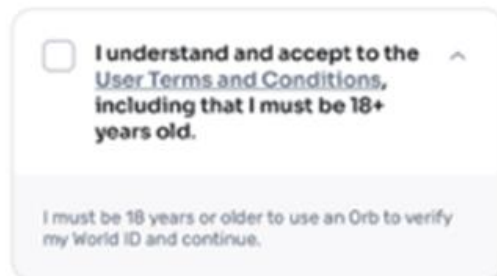 I understand and accept to the
User Terms and Conditions,
including that I must be 18+
years old.
I must be 18 years or older to use an Orb to verify
my World ID and continue.